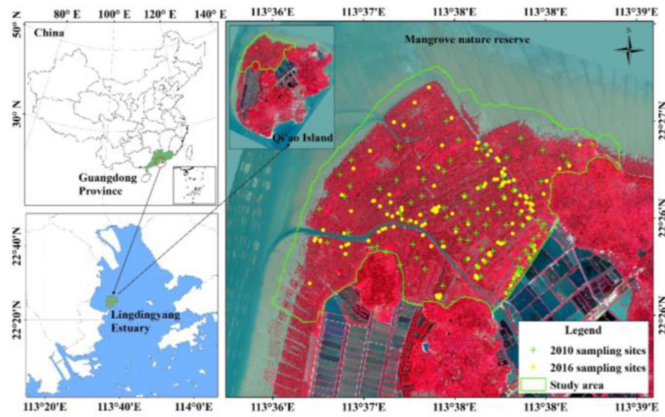 80° E 100° E 120° E
China
50° N
30° N
Guangdong
Province
22°40'N
22°20'N
Lingdingyang
Estuary
113°20'E 113°40'E 114°0'E
113°36'E 113°37'E 113°38'E 113°38'E 113°39'E
Mangrove nature reserve
Qi'ao Island
22°27'N
22°26'N
22°26'N
Legend
2010 sampling sites
2016 sampling sites
Study area
113°36'E 113°37'E 113°38'E 113°38'E 113°39'E